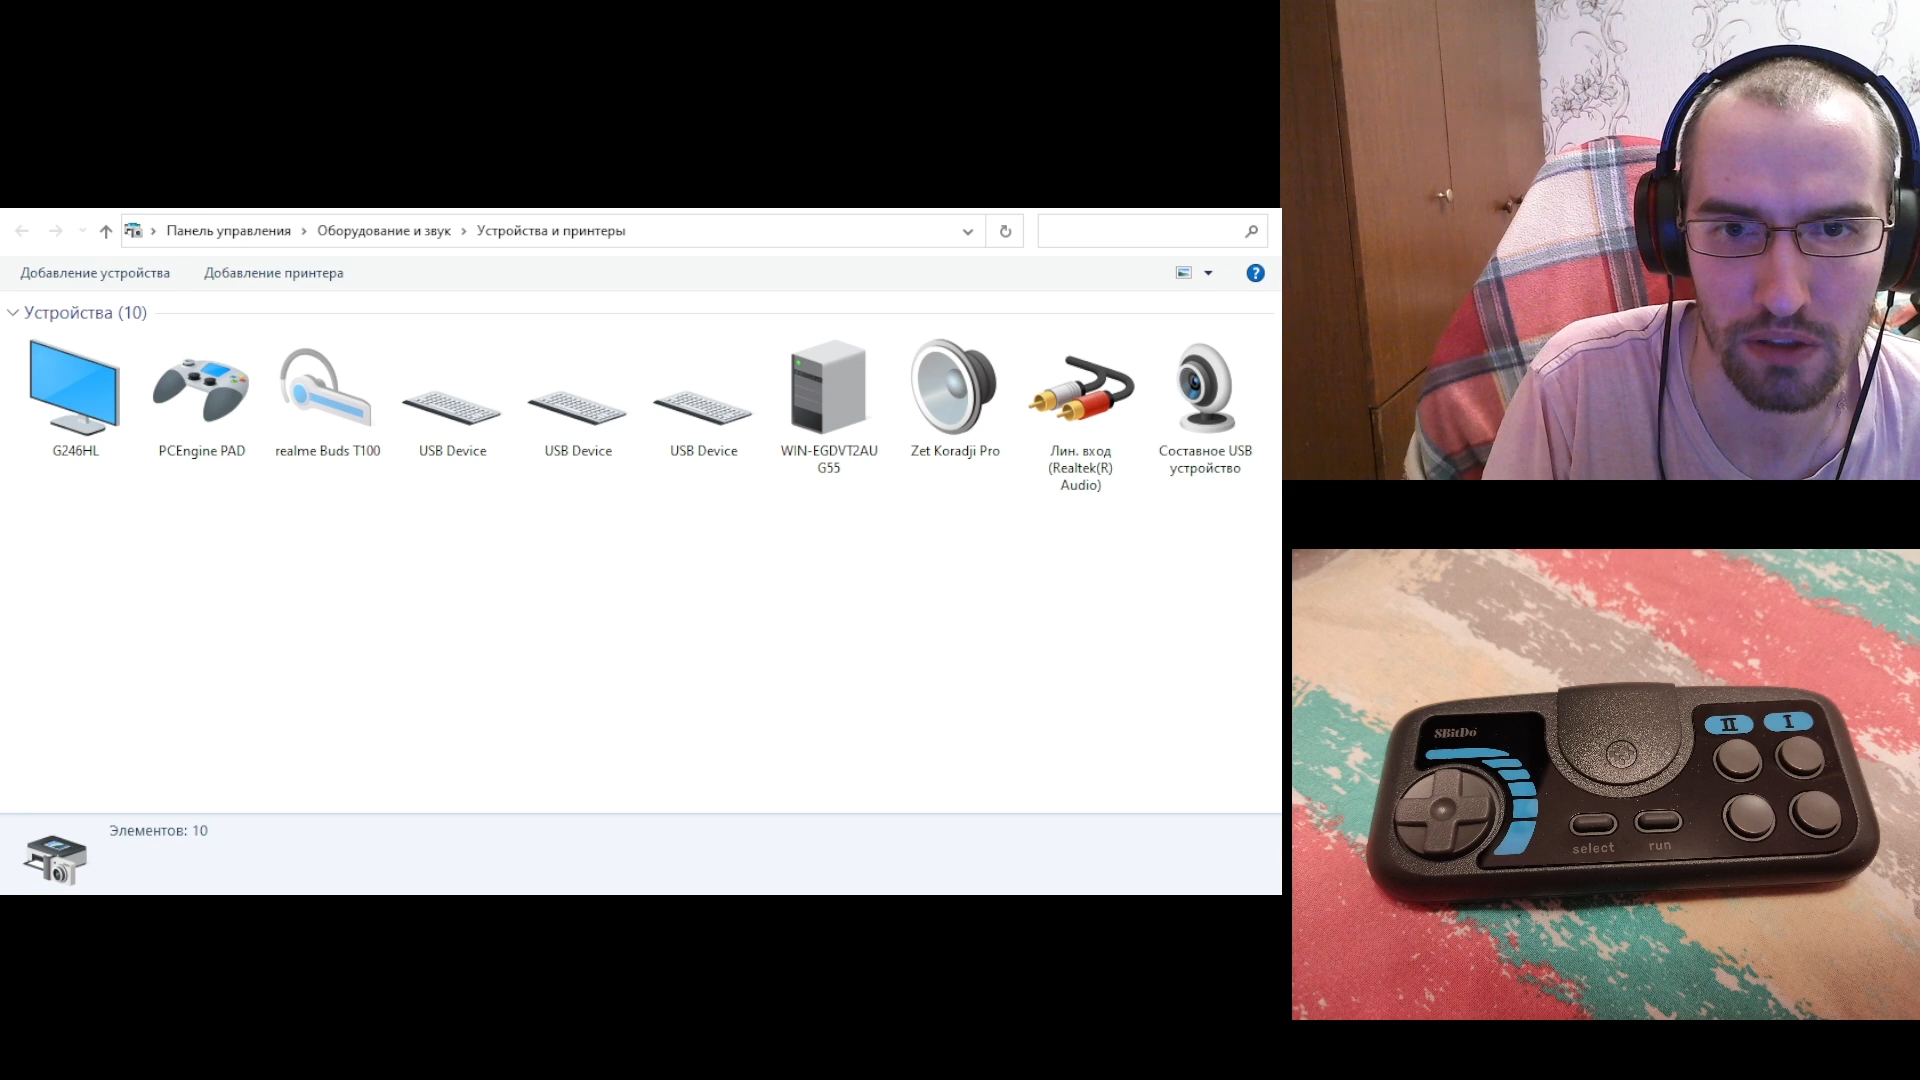 Панель управления › Оборудование и звук › Устройства и принтеры
Добавление устройства Добавление принтера
Устройства (10)
G246HL
PCEngine PAD
realme Buds T100
USB Device
USB Device
USB Device
WIN-EGDVT2AU
G55
Zet Koradji Pro
Лин. вход
(Realtek(R)
Audio)
Составное USB
устройство
Элементов: 10
8BitDo
II I
select run